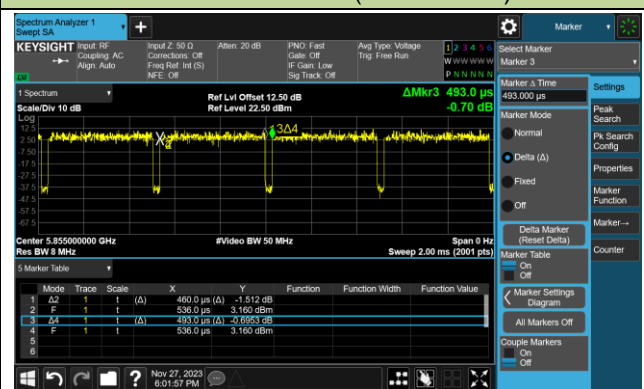 Spectrum Analyzer 1
Swept SA
Marker
KEYSIGHT Input: RF Input Z: 50 Ω Atten: 20 dB PNO: Fast Avg Type: Voltage 1 2 3 4 5 6
Coupling: AC Corrections: Off Gate: Off Trig: Free Run
Align: Auto Freq Ref: Int (S) IF Gain: Low W W W W W W
NFE: Off Sig Track: Off P N N N N N
LXI
Select Marker
Marker 3
1 Spectrum
Scale/Div 10 dB
Ref Lvl Offset 12.50 dB
Ref Level 22.50 dBm
ΔMkr3 493.0 µs
-0.70 dB
Log
12.5
2.50
-7.50
-17.5
-27.5
-37.5
-47.5
-57.5
-67.5
3Δ4
Center 5.855000000 GHz
Res BW 8 MHz
#Video BW 50 MHz
Span 0 Hz
Sweep 2.00 ms (2001 pts)
5 Marker Table
Mode Trace Scale X Y Function Function Width Function Value
1 Δ2 1 t (Δ) 460.0 µs (Δ) -1.512 dB
2 F 1 t 536.0 µs 3.160 dBm
3 Δ4 1 t (Δ) 493.0 µs (Δ) -0.6953 dB
4 F 1 t 536.0 µs 3.160 dBm
5
6
Marker Δ Time
493.000 µs
Marker Mode
Normal
Delta (Δ)
Fixed
Off
Delta Marker
(Reset Delta)
Marker Table
On
Off
Marker Settings
Diagram
All Markers Off
Couple Markers
On
Off
Settings
Peak
Search
Pk Search
Config
Properties
Marker
Function
Marker→
Counter
Nov 27, 2023
6:01:57 PM